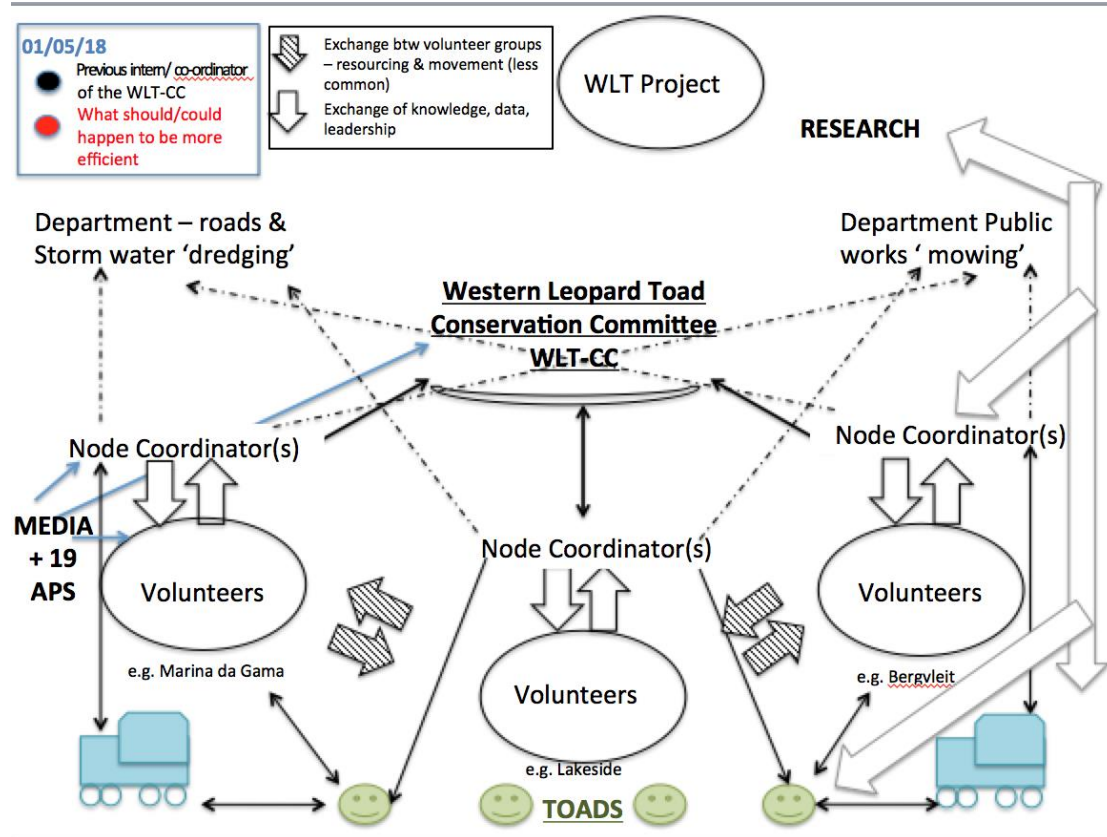 01/05/18
Previous intern/ co-ordinator
of the WLT-CC
What should/could
happen to be more
efficient
Exchange btw volunteer groups
– resourcing & movement (less
common)
Exchange of knowledge, data,
leadership
WLT Project
RESEARCH
Department – roads &
Storm water ‘dredging’
Department Public
works ‘ mowing’
Western Leopard Toad
Conservation Committee
WLT-CC
Node Coordinator(s)
Node Coordinator(s)
MEDIA
+ 19
APS
Node Coordinator(s)
Volunteers
Volunteers
e.g. Marina da Gama
e.g. Bergvleit
Volunteers
e.g. Lakeside
TOADS